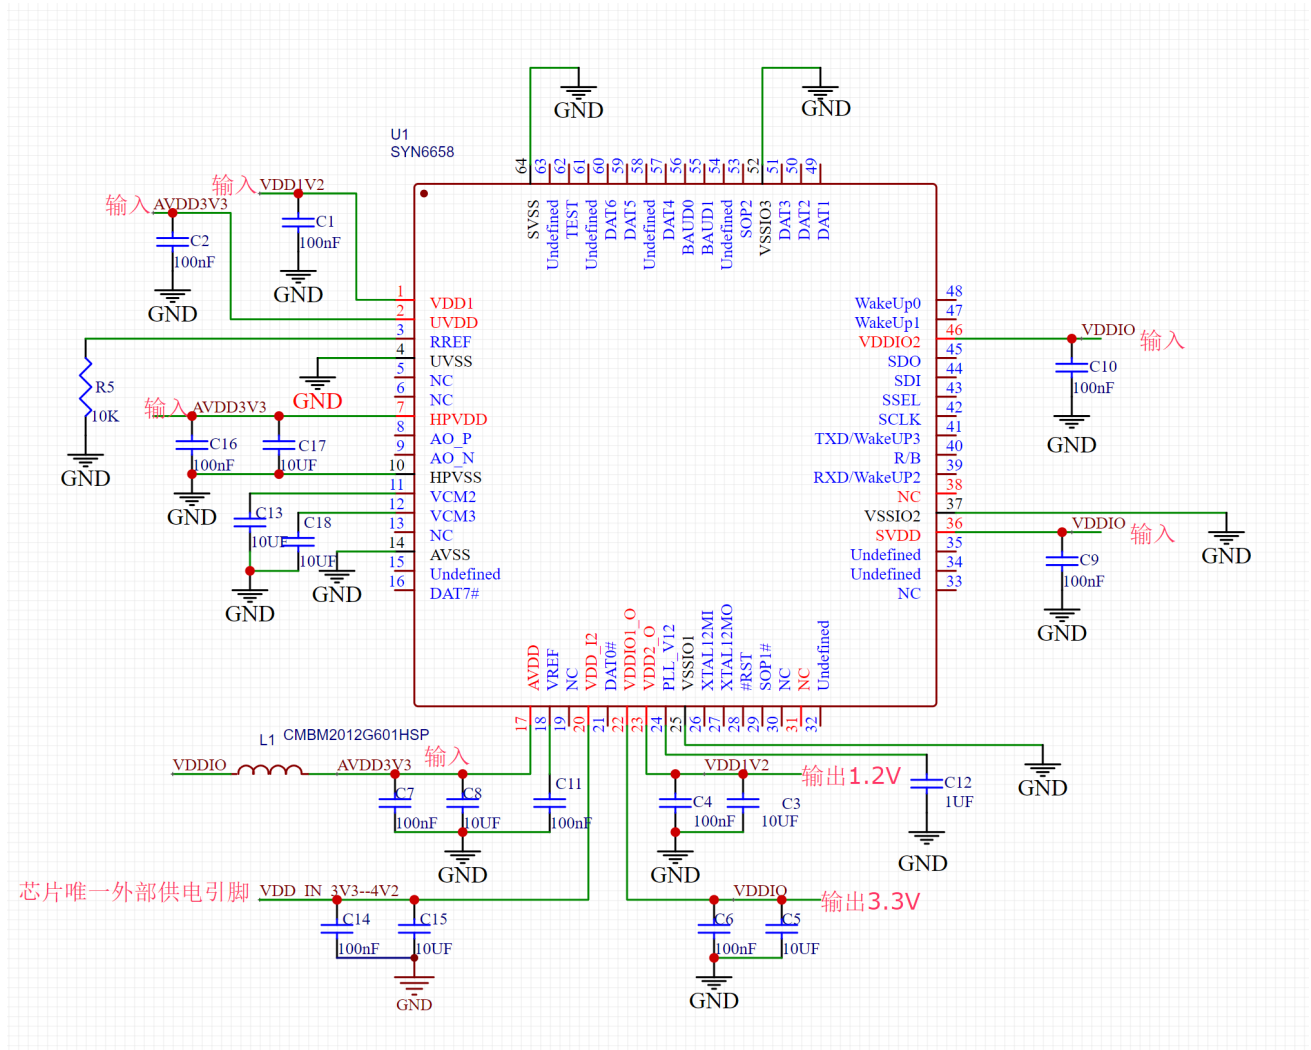 GND
GND
U1
SYN6658
64
63
62
61
60
59
58
57
56
55
54
53
52
51
50
49
SVSS
Undefined
TEST
Undefined
DAT6
DAT5
Undefined
DAT4
BAUD0
BAUD1
Undefined
SOP2
VSSIO3
DAT3
DAT2
DAT1
输入
VDD1V2
输入
AVDD3V3
C1
100nF
GND
C2
100nF
GND
1 VDD1
2 UVDD
3 RREF
4 UVSS
5 NC
6 NC
7 HPVDD
8 AO_P
9 AO_N
10 HPVSS
11 VCM2
12 VCM3
13 NC
14 AVSS
15 Undefined
16 DAT7#
GND
R5
10K
GND
输入
AVDD3V3
C16
100nF
C17
10UF
GND
C13
10UF
C18
10UF
GND
GND
WakeUp0 48
WakeUp1 47
VDDIO2 46
SDO 45
SDI 44
SSEL 43
SCLK 42
TXD/WakeUP3 41
R/B 40
RXD/WakeUP2 39
NC 38
VSSIO2 37
SVDD 36
Undefined 35
Undefined 34
NC 33
VDDIO
输入
C10
100nF
GND
VDDIO
输入
GND
C9
100nF
GND
AVDD
VREF
NC
VDD_I2
DAT0#
VDDIO1_O
VDD2_O
PLL_V12
VSSIO1
XTAL12MI
XTAL12MO
#RST
SOP1#
NC
NC
Undefined
17
18
19
20
21
22
23
24
25
26
27
28
29
30
31
32
L1
CMBM2012G601HSP
VDDIO
AVDD3V3
输入
C7
100nF
C8
10UF
C11
100nF
GND
VDD1V2
输出1.2V
C4
100nF
C3
10UF
GND
C12
1UF
GND
GND
芯片唯一外部供电引脚
VDD_IN_3V3--4V2
C14
100nF
C15
10UF
GND
VDDIO
输出3.3V
C6
100nF
C5
10UF
GND